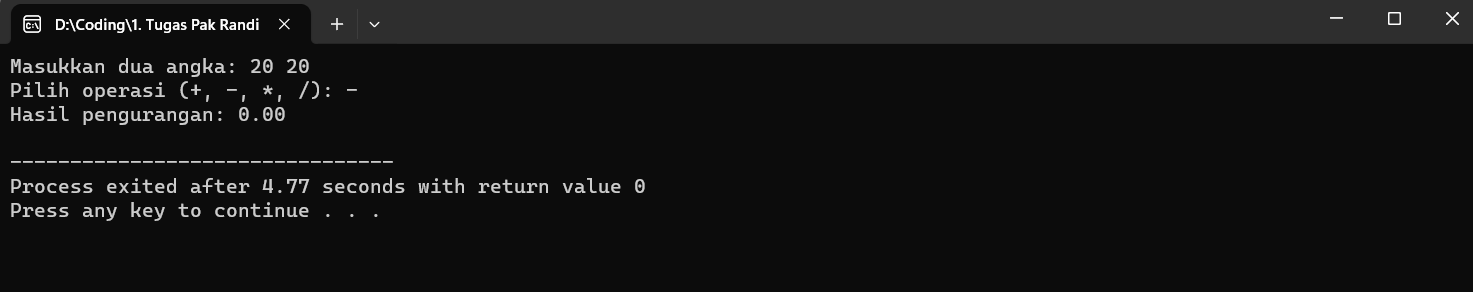 D:\Coding\1. Tugas Pak Randi
Masukkan dua angka: 20 20
Pilih operasi (+, -, *, /): -
Hasil pengurangan: 0.00
--------------------------------
Process exited after 4.77 seconds with return value 0
Press any key to continue . . .